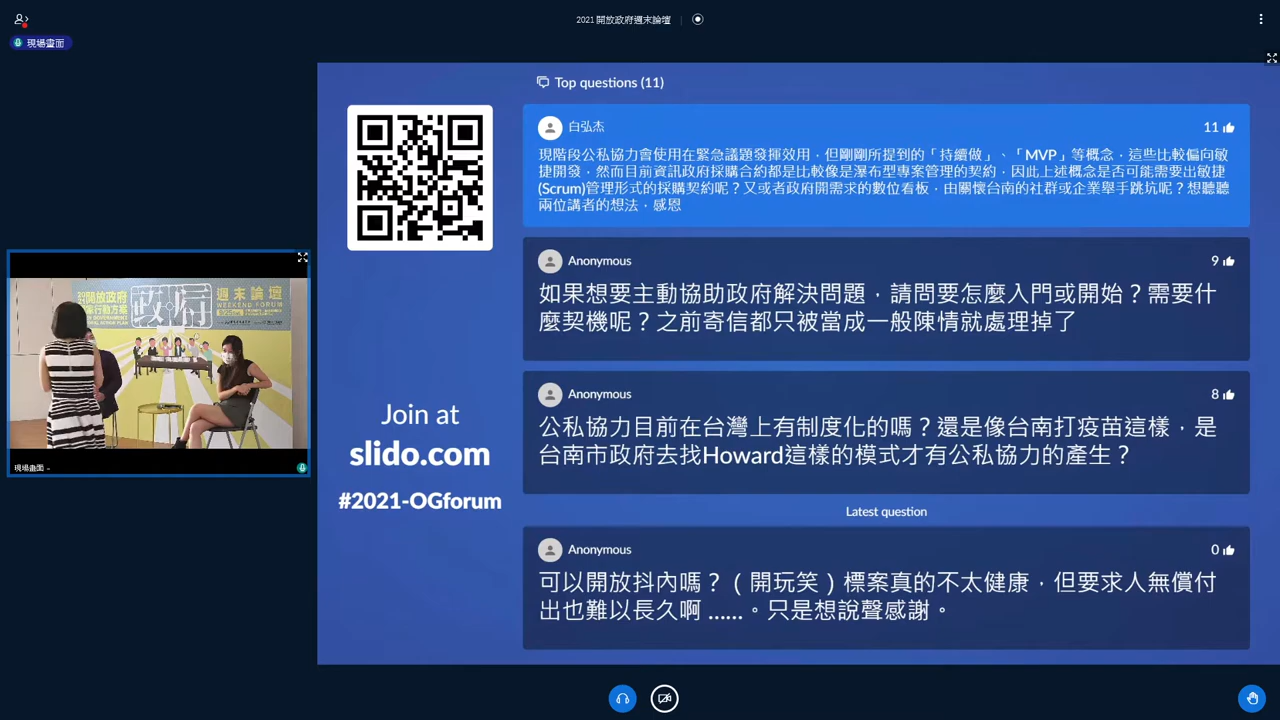 2021 開放政府週末論壇
現場畫面
Top questions (11)
白弘杰
11
現階段公私協力會使用在緊急議題發揮效用，但剛剛所提到的「持續做」、「MVP」等概念，這些比較偏向敏
捷開發，然而目前資訊政府採購合約都是比較像是瀑布型專案管理的契約，因此上述概念是否可能需要出敏捷
(Scrum)管理形式的採購契約呢？又或者政府開需求的數位看板，由關懷台南的社群或企業舉手跳坑呢？想聽聽
兩位講者的想法，感恩
Anonymous
9
如果想要主動協助政府解決問題，請問要怎麼入門或開始？需要什
麼契機呢？之前寄信都只被當成一般陳情就處理掉了
Anonymous
8
公私協力目前在台灣上有制度化的嗎？還是像台南打疫苗這樣，是
台南市政府去找Howard這樣的模式才有公私協力的產生？
Latest question
Anonymous
0
可以開放抖內嗎？（開玩笑）標案真的不太健康，但要求人無償付
出也難以長久啊 ......。只是想說聲感謝。
Join at
slido.com
#2021-OGforum
開放政府
政府
週末論壇
WEEKEND FORUM
現場畫面